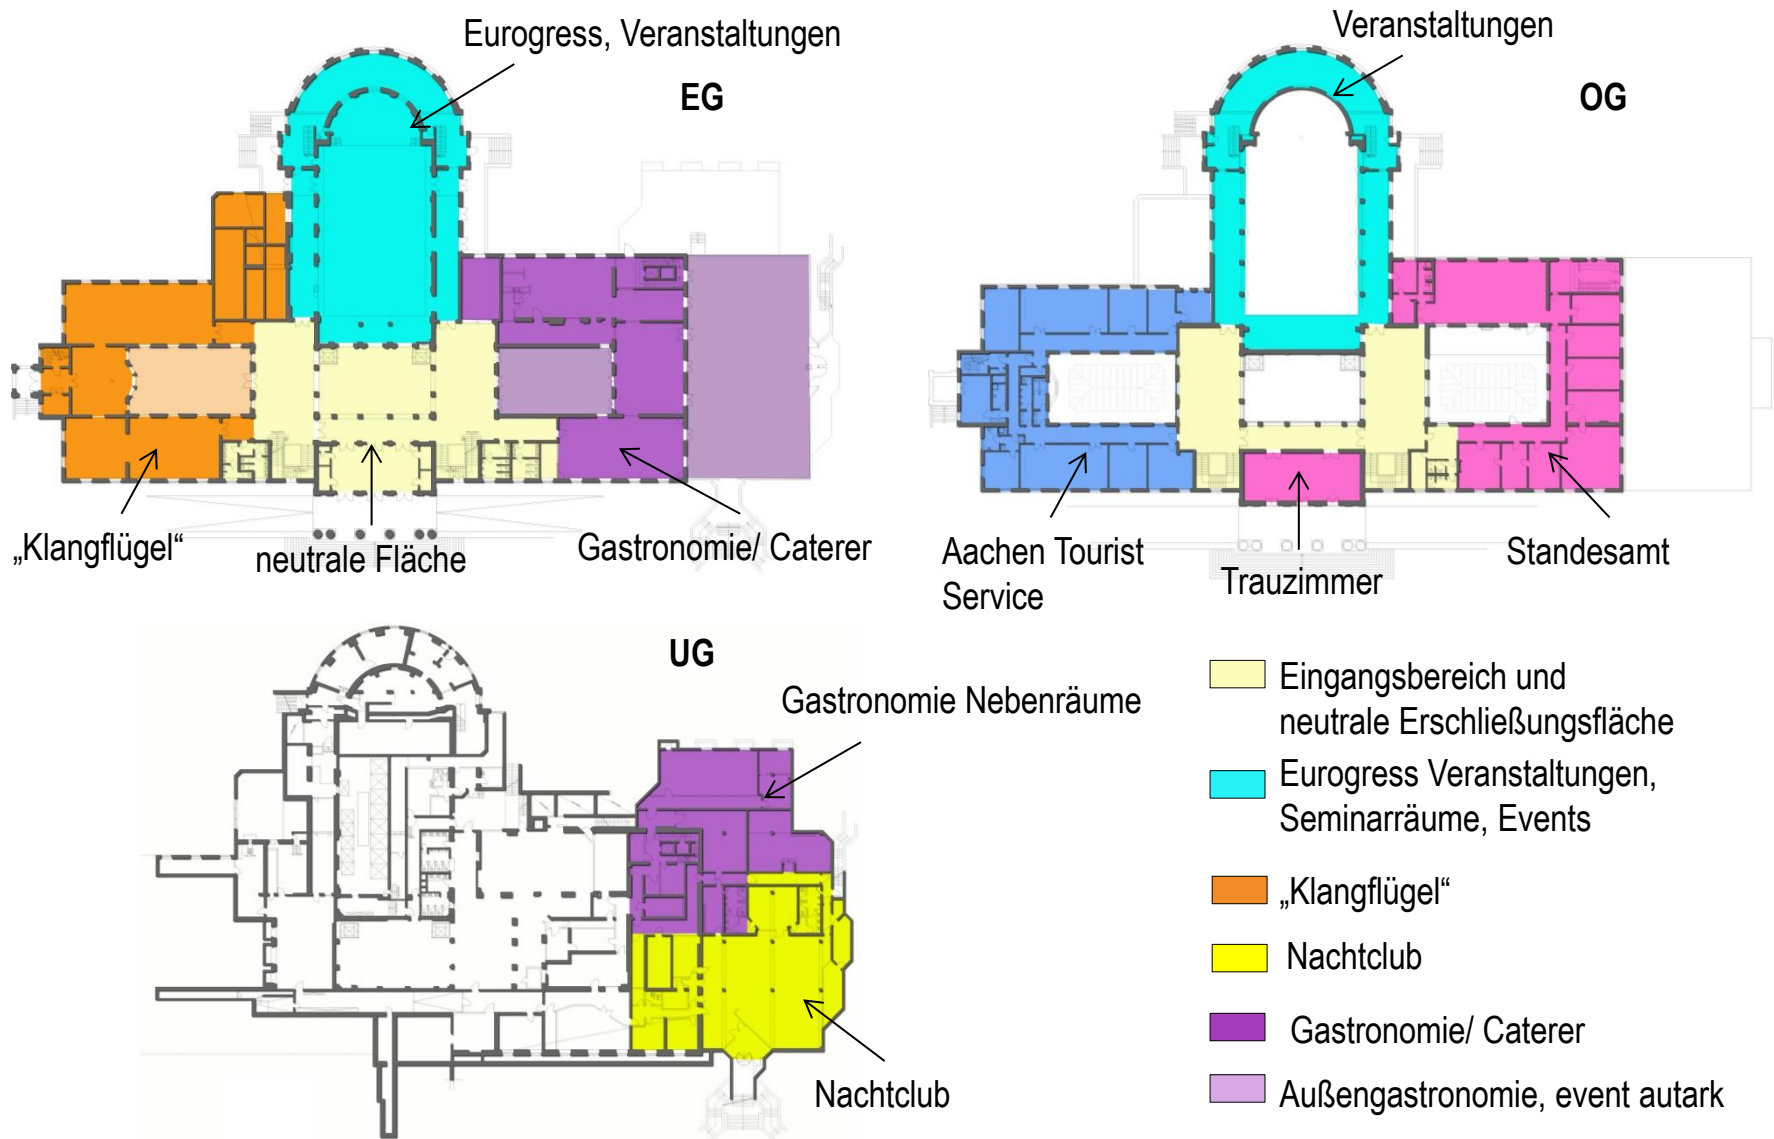 Eurogress, Veranstaltungen
EG
„Klangflügel“
neutrale Fläche
Gastronomie/ Caterer
Veranstaltungen
OG
Aachen Tourist
Service
Trauzimmer
Standesamt
UG
Gastronomie Nebenräume
Nachtclub
Eingangsbereich und
neutrale Erschließungsfläche
Eurogress Veranstaltungen,
Seminarräume, Events
„Klangflügel“
Nachtclub
Gastronomie/ Caterer
Außengastronomie, event autark